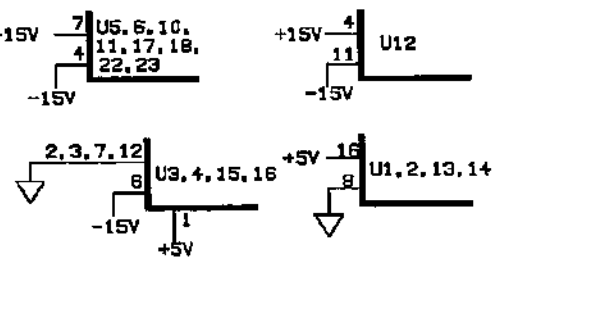 7 U5,6,10,
-15V 11,17,18,
4 22,23
-15V
4
+15V U12
11
-15V
2,3,7,12
U3,4,15,16
6
-15V
1
+5V
16
+5V U1,2,13,14
8